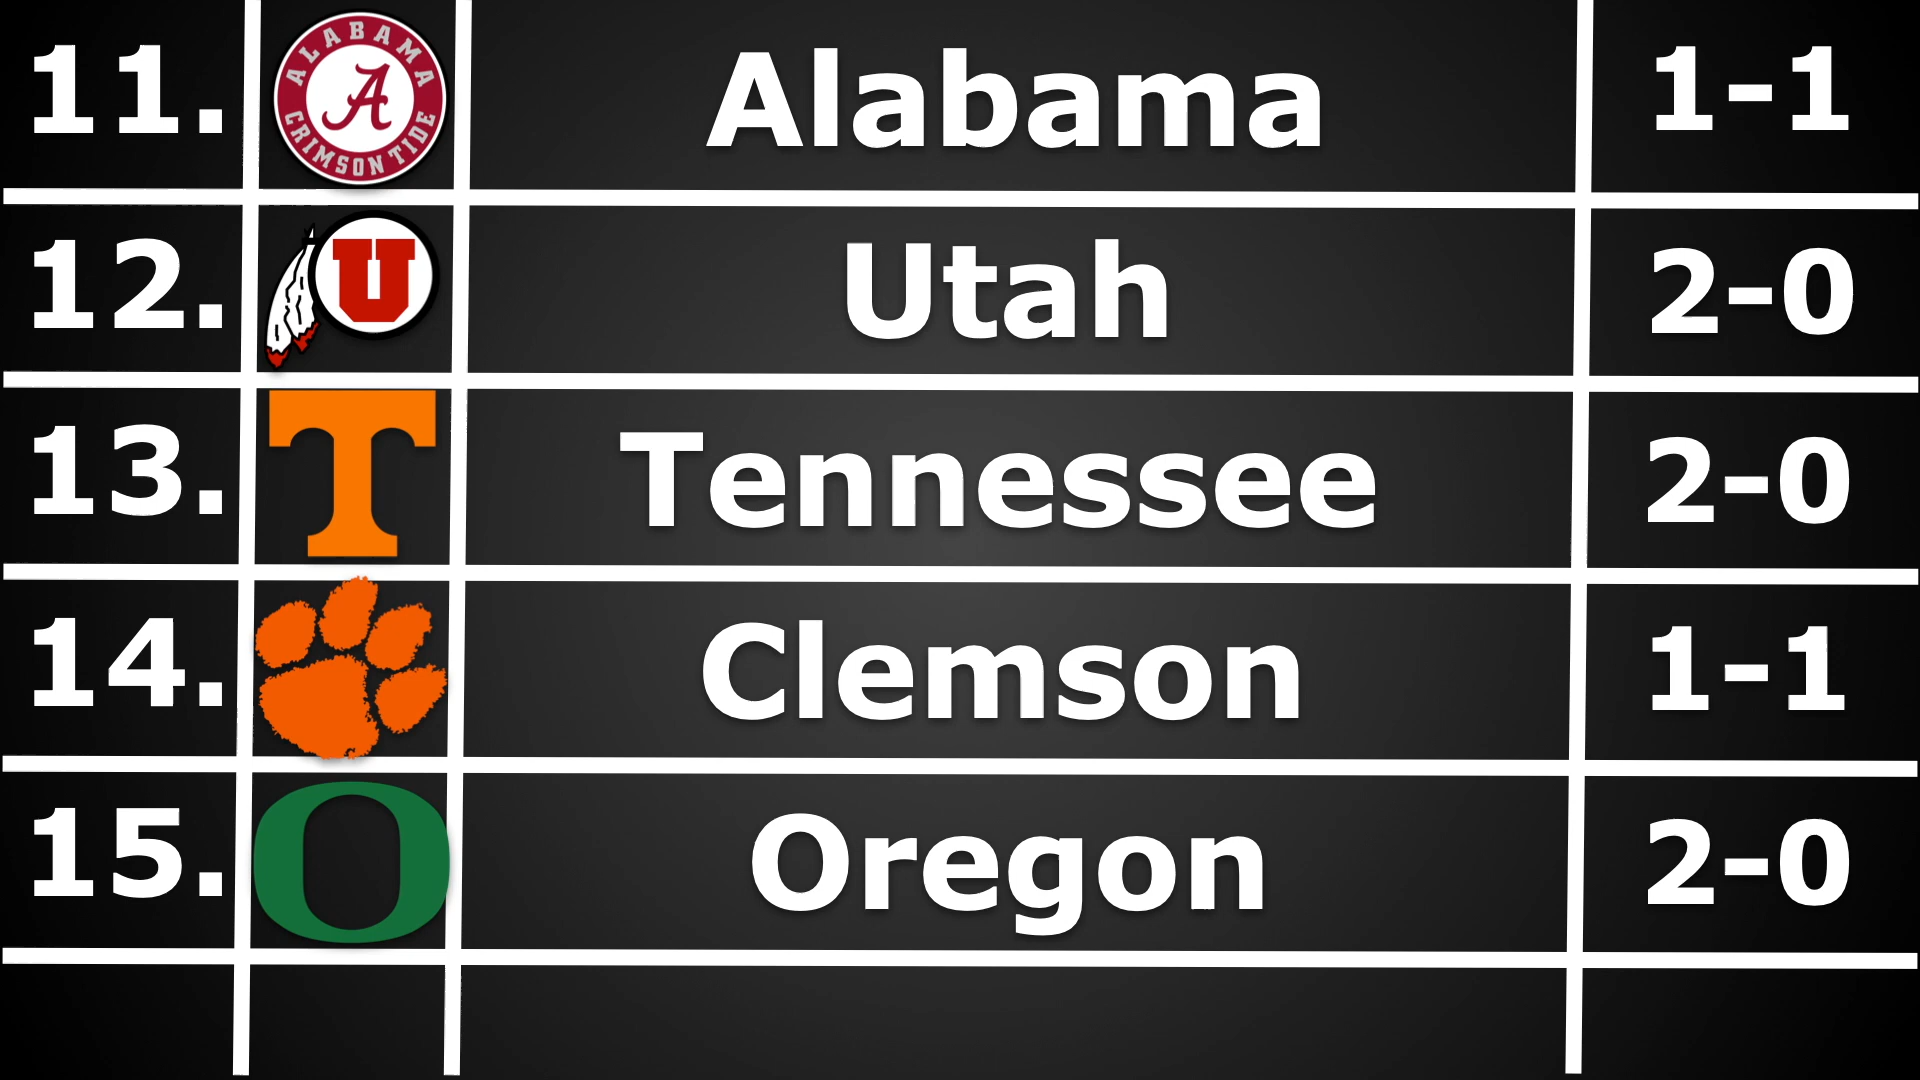 11. ALABAMA A CRIMSON TIDE Alabama 1-1
12. U Utah 2-0
13. T Tennessee 2-0
14. Clemson 1-1
15. O Oregon 2-0